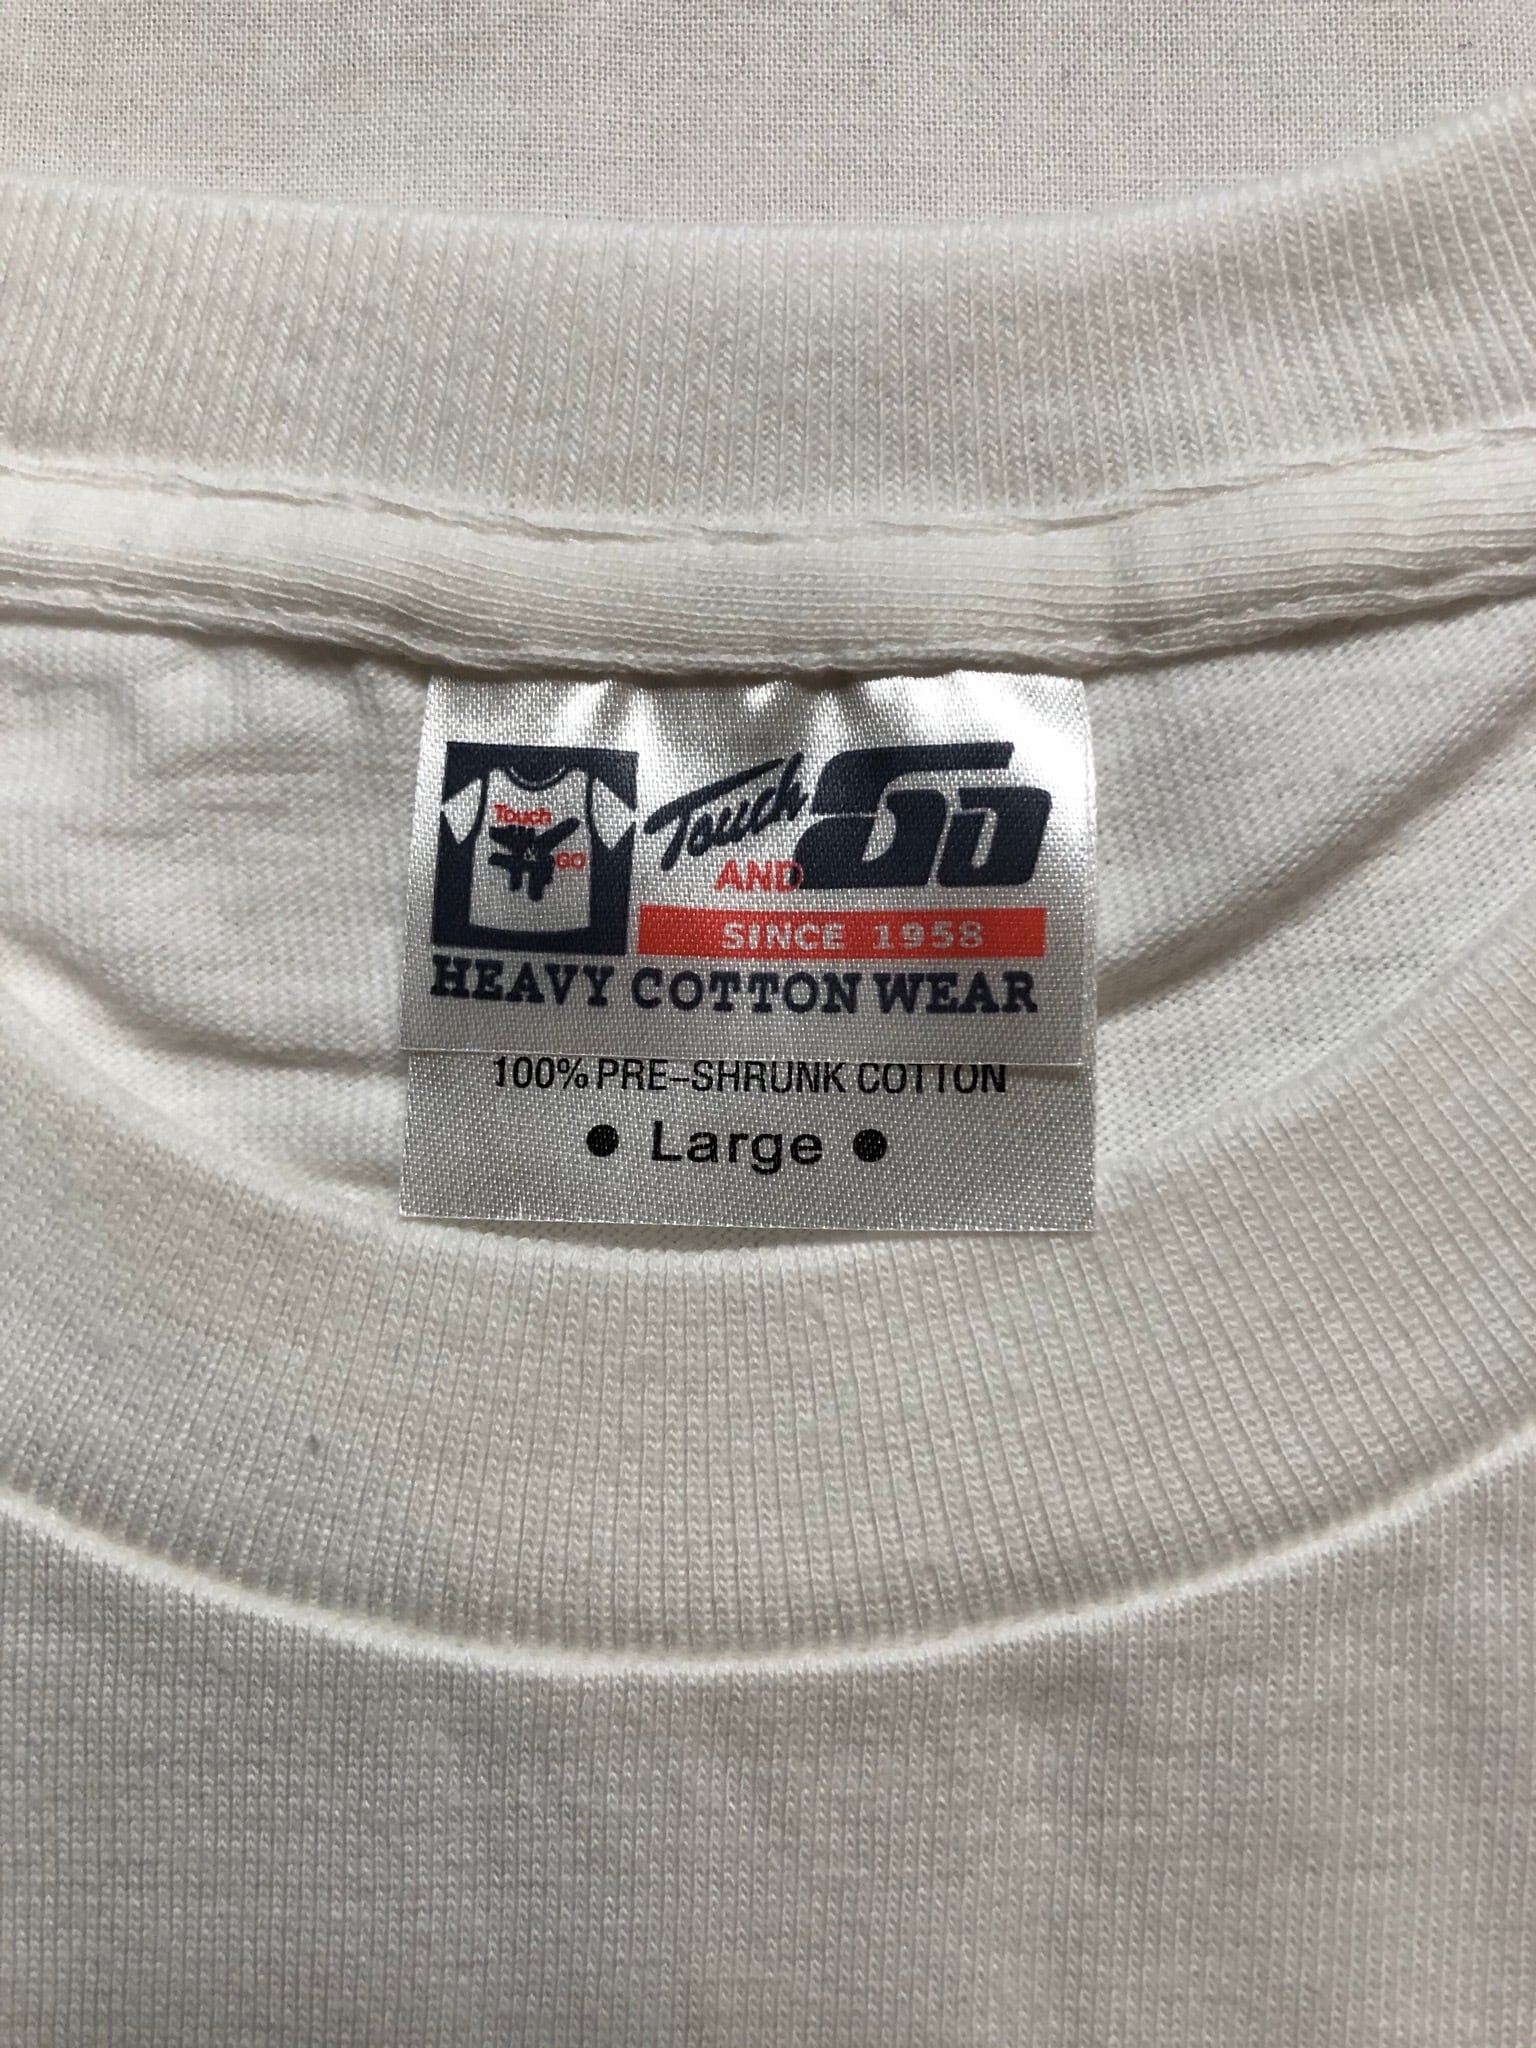 Touch
GO
Touch
AND GO
SINCE 1958
HEAVY COTTON WEAR
100% PRE-SHRUNK COTTON
• Large •